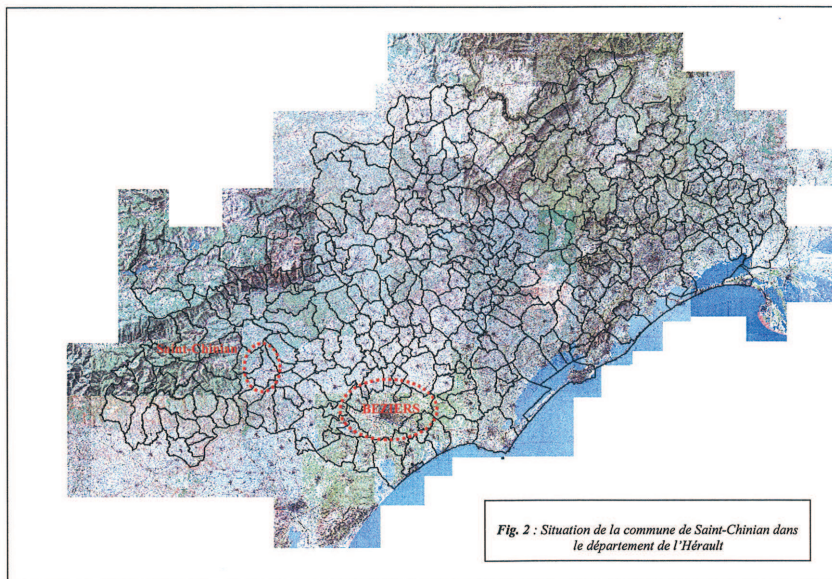 Saint-Chinian
BEZIERS
Fig. 2 : Situation de la commune de Saint-Chinian dans
le département de l'Hérault